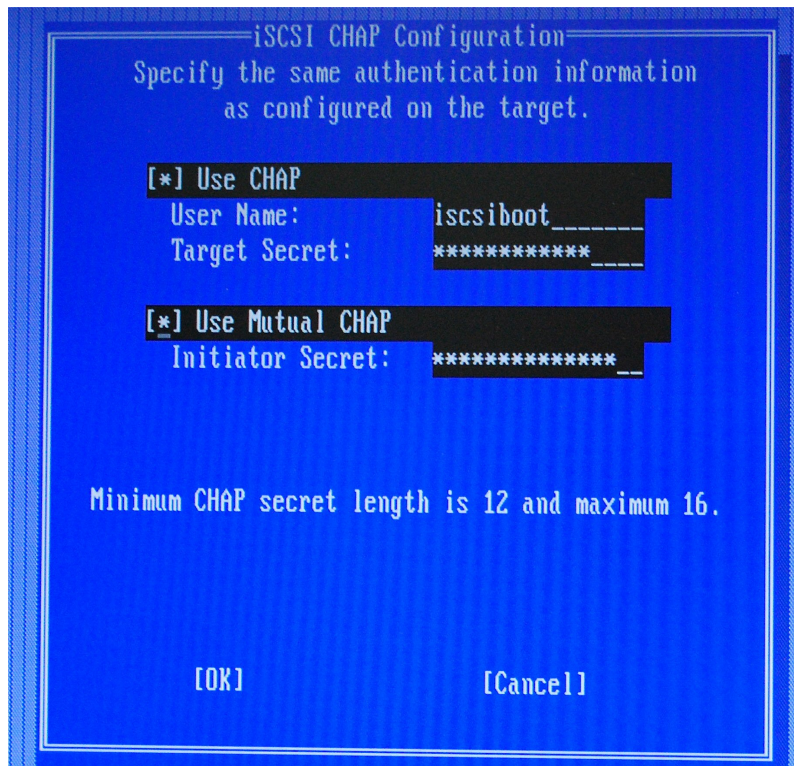 iSCSI CHAP Configuration
Specify the same authentication information
as configured on the target.
[*] Use CHAP
User Name: iscsiboot_______
Target Secret: ************____
[*] Use Mutual CHAP
Initiator Secret: **************__
Minimum CHAP secret length is 12 and maximum 16.
[OK] [Cancel]